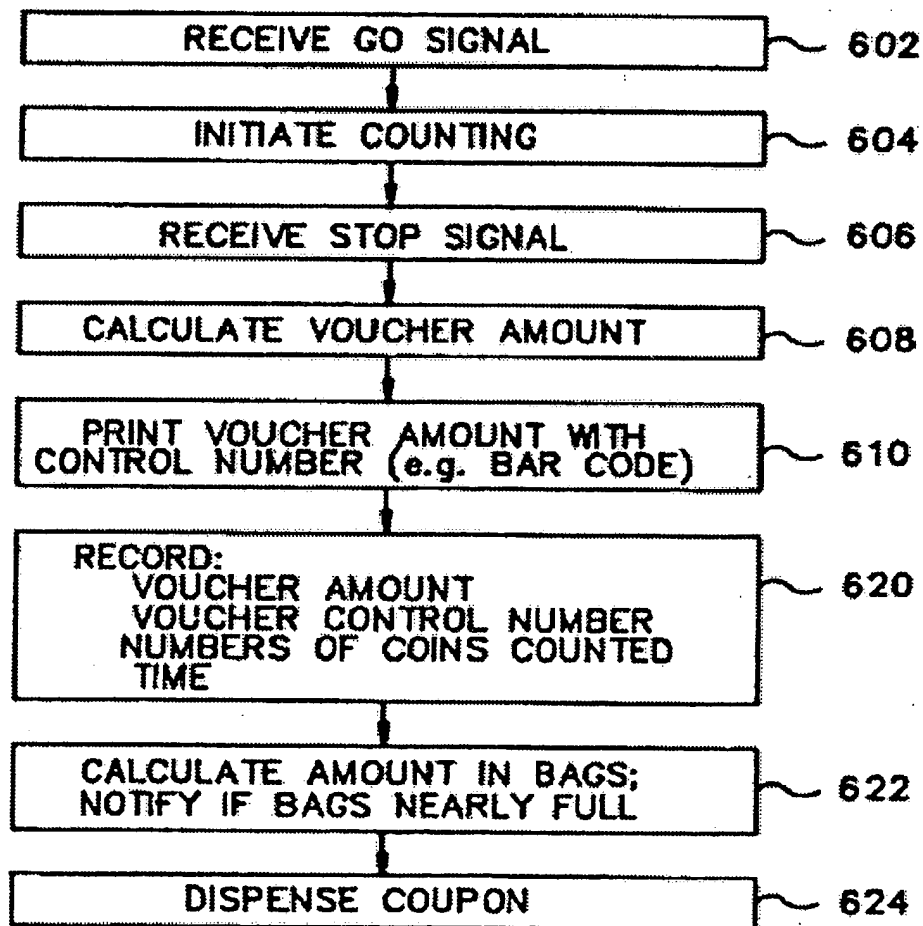 RECEIVE GO SIGNAL 602
INITIATE COUNTING 604
RECEIVE STOP SIGNAL 606
CALCULATE VOUCHER AMOUNT 608
PRINT VOUCHER AMOUNT WITH
CONTROL NUMBER (e.g. BAR CODE) 610
RECORD:
VOUCHER AMOUNT 620
VOUCHER CONTROL NUMBER
NUMBERS OF COINS COUNTED
TIME
CALCULATE AMOUNT IN BAGS;
NOTIFY IF BAGS NEARLY FULL 622
DISPENSE COUPON 624